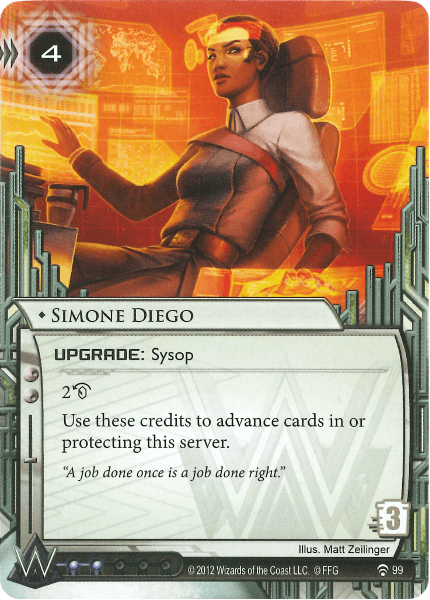 4
♦ SIMONE DIEGO
UPGRADE: Sysop
2
Use these credits to advance cards in or
protecting this server.
“A job done once is a job done right.”
3
Illus. Matt Zeilinger
W
© 2012 Wizards of the Coast LLC. © FFG
99